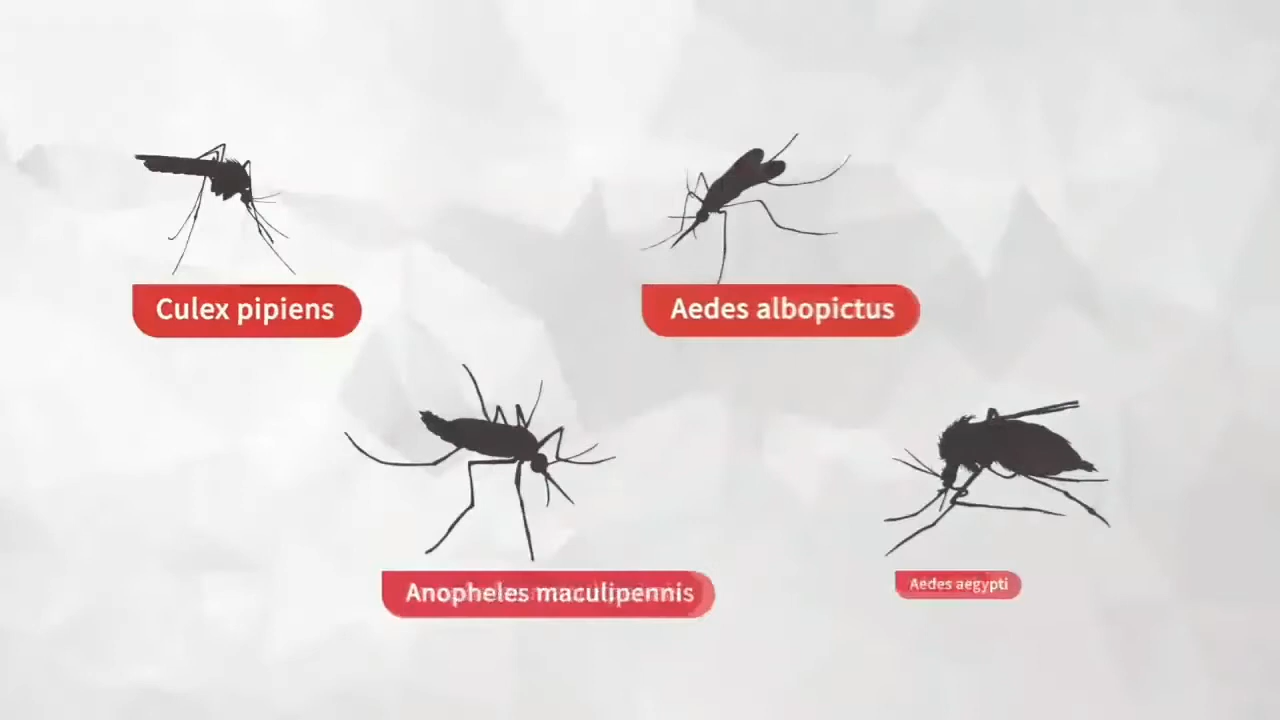 Culex pipiens
Aedes albopictus
Anopheles maculipennis
Aedes aegypti